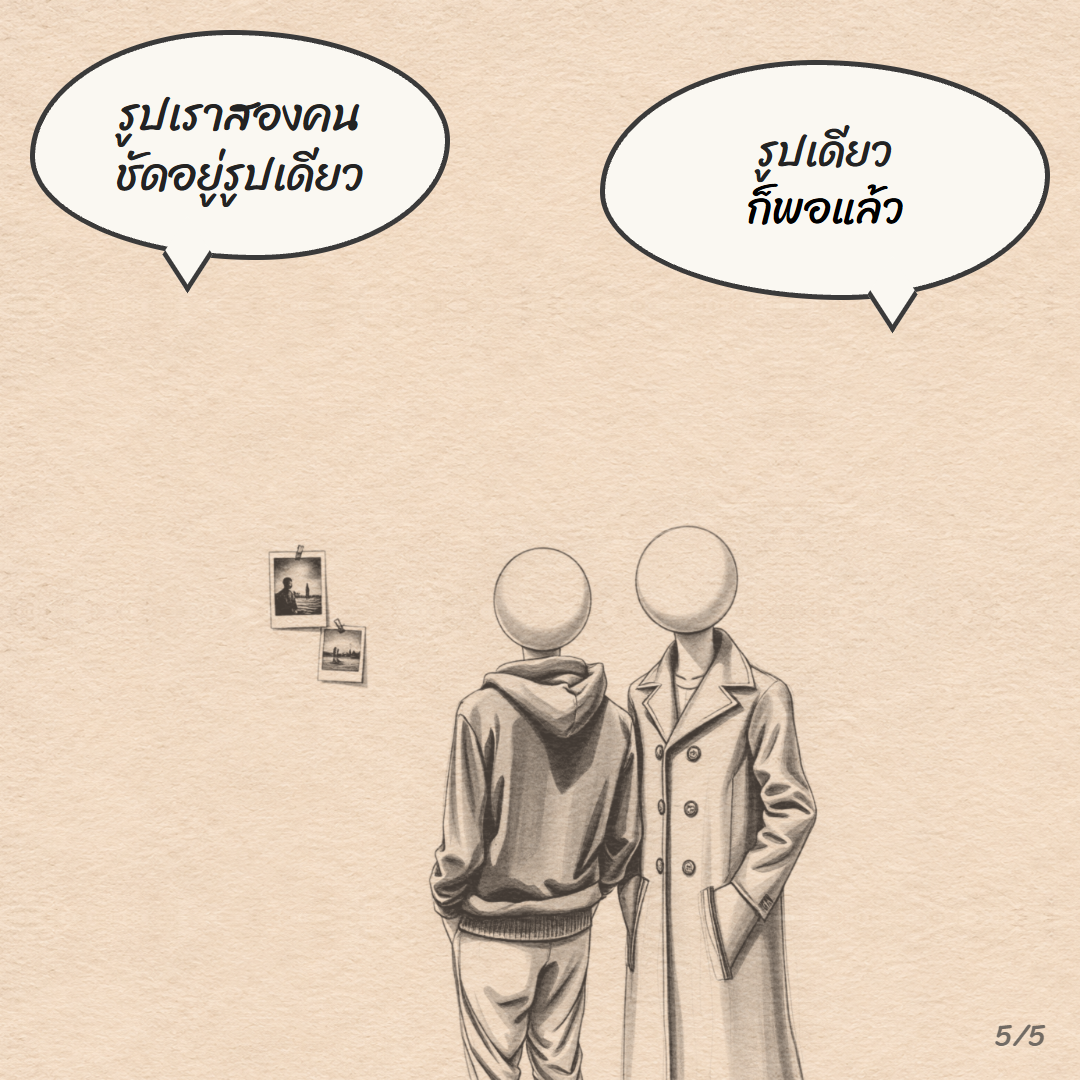 รูปเราสองคน
ชัดอยู่รูปเดียว
รูปเดียว
ก็พอแล้ว
5/5